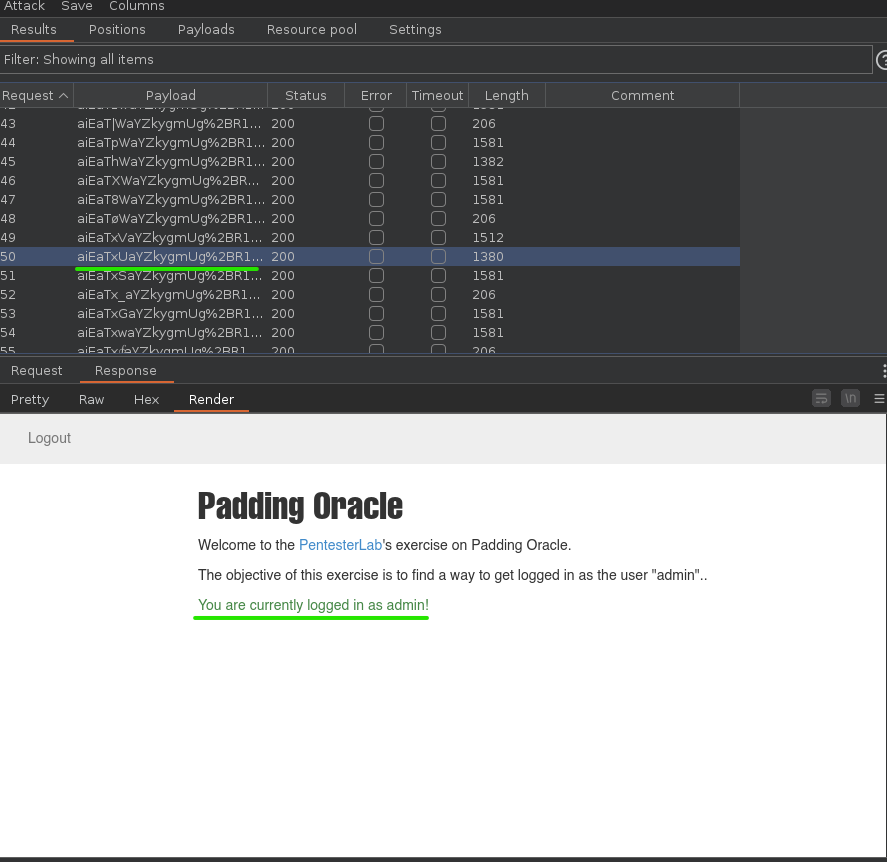 Attack Save Columns
Results Positions Payloads Resource pool Settings
Filter: Showing all items
Request Payload Status Error Timeout Length Comment
43 aiEaT|WaYZkygmUg%2BR1... 200 206
44 aiEaTpWaYZkygmUg%2BR1... 200 1581
45 aiEaThWaYZkygmUg%2BR1... 200 1382
46 aiEaTXWaYZkygmUg%2BR... 200 1581
47 aiEaT8WaYZkygmUg%2BR1... 200 1581
48 aiEaTøWaYZkygmUg%2BR1... 200 206
49 aiEaTxVaYZkygmUg%2BR1... 200 1512
50 aiEaTxUaYZkygmUg%2BR1... 200 1380
51 aiEaTxSaYZkygmUg%2BR1... 200 1581
52 aiEaTx_aYZkygmUg%2BR1... 200 206
53 aiEaTxGaYZkygmUg%2BR1... 200 1581
54 aiEaTxwaYZkygmUg%2BR1... 200 1581
55 200 206
Request Response
Pretty Raw Hex Render \n
Logout
Padding Oracle
Welcome to the PentesterLab's exercise on Padding Oracle.
The objective of this exercise is to find a way to get logged in as the user "admin"..
You are currently logged in as admin!